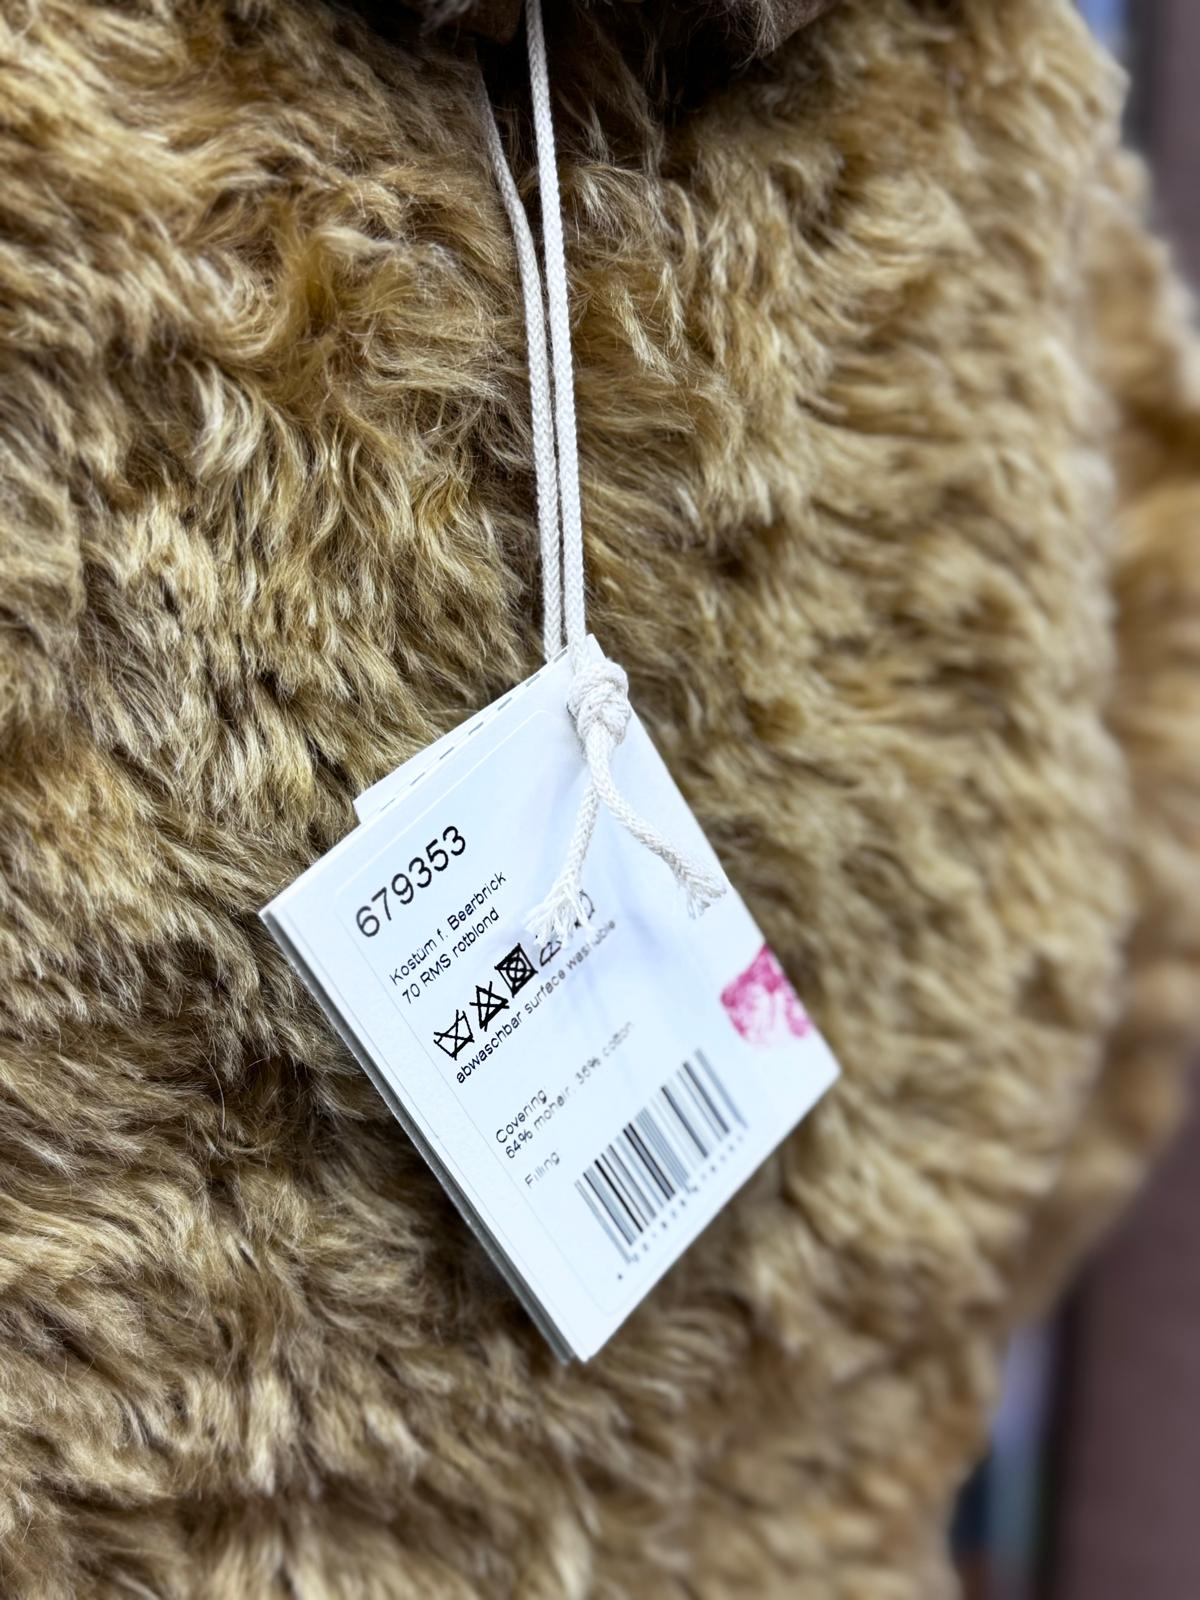 679353
Kostüm f. Bearbrick
70 RMS rotblond
abwaschbar surface washable
Covering:
64% mohair, 36% cotton
Filling: